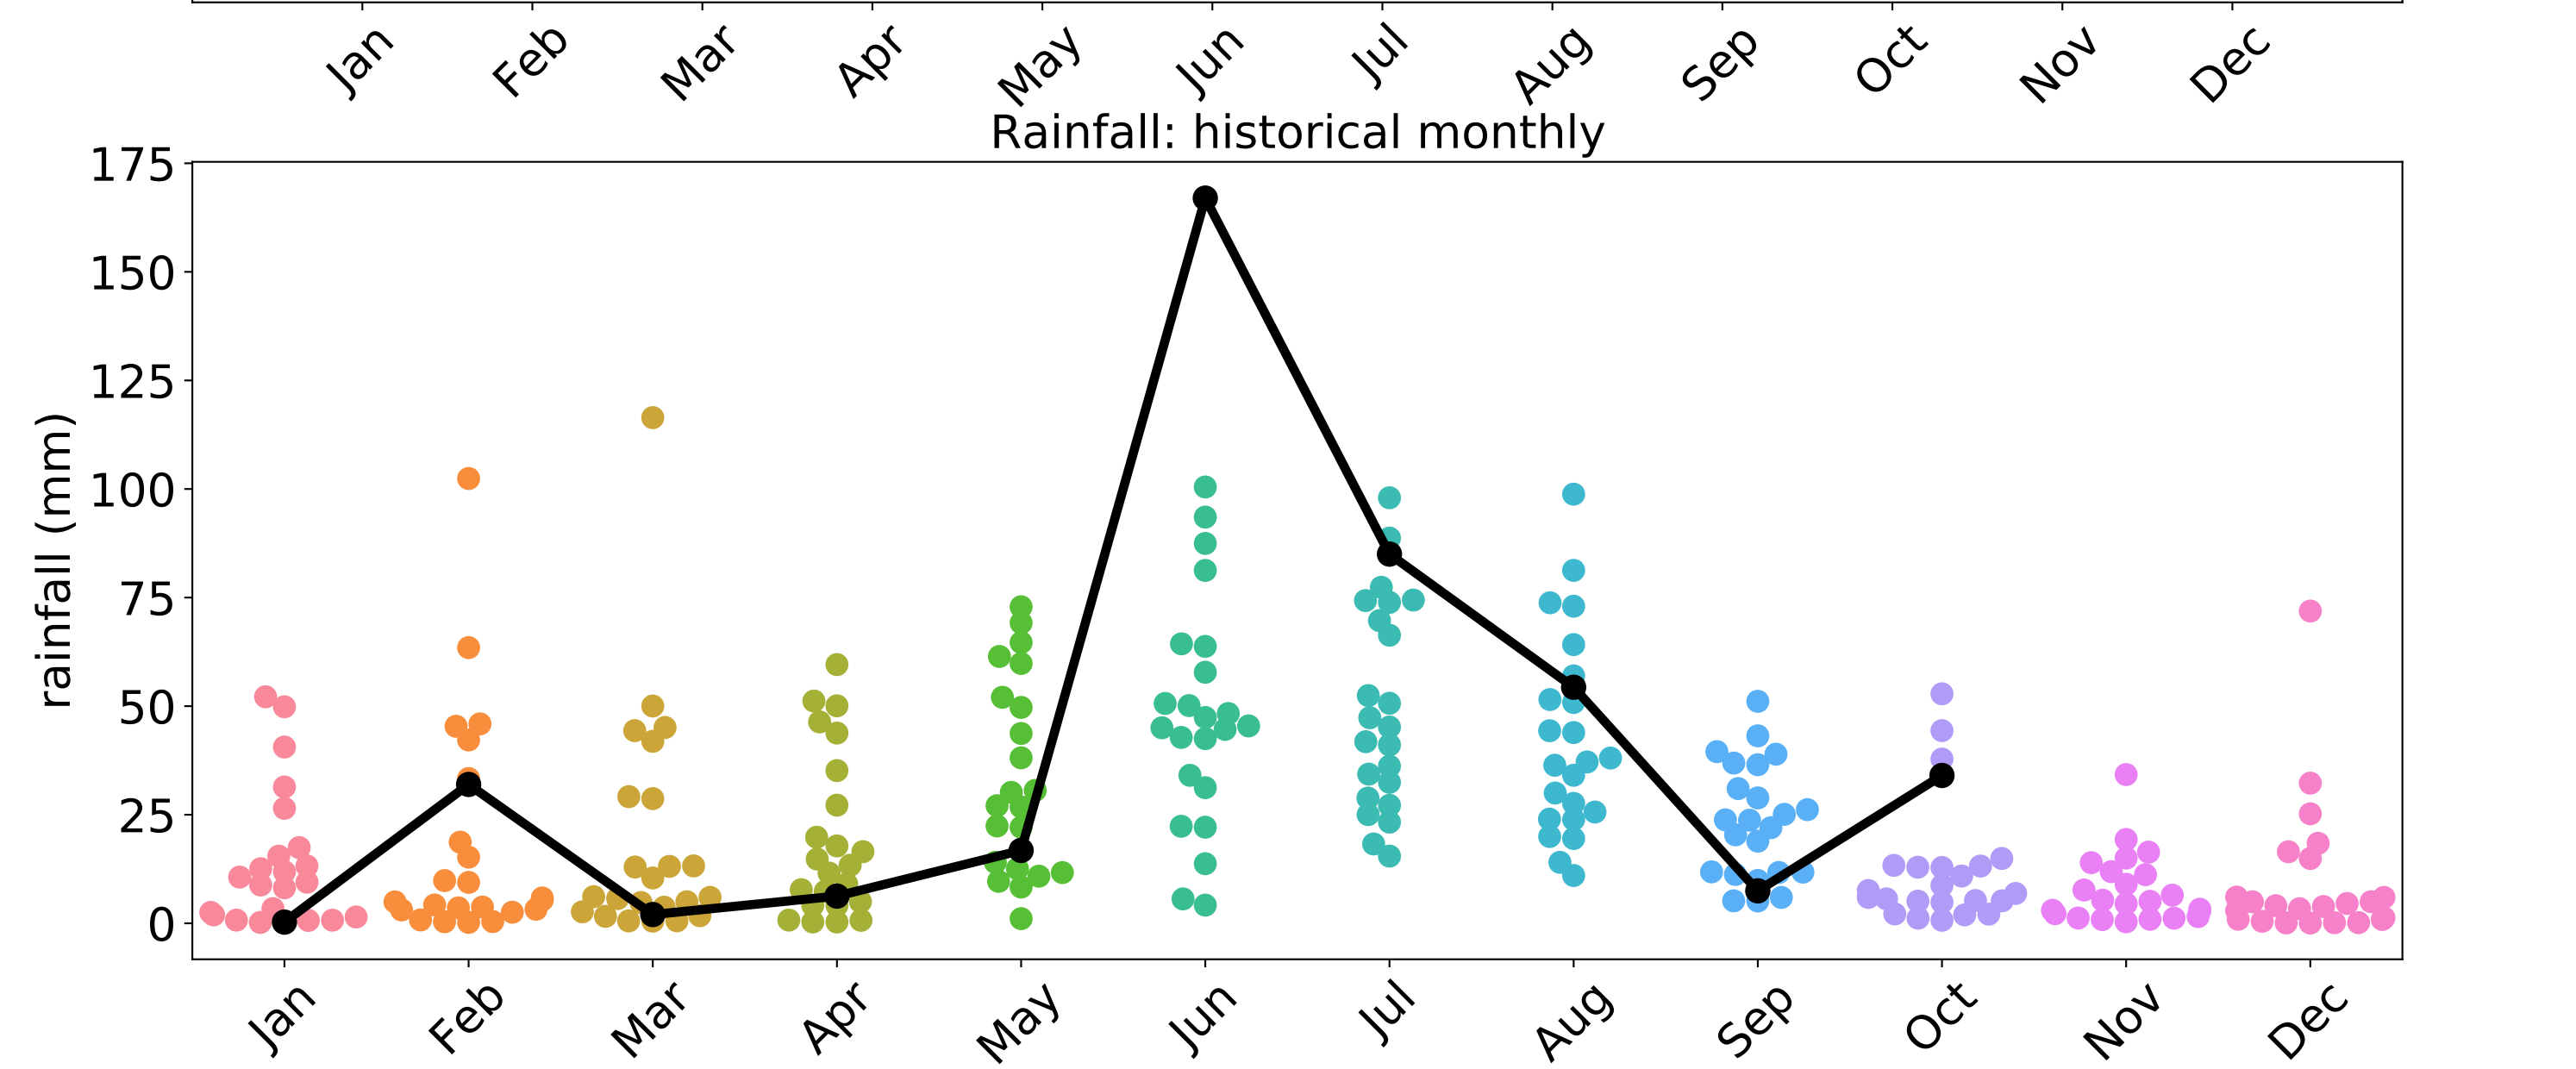 Jan Feb Mar Apr May Jun Jul Aug Sep Oct Nov Dec
Rainfall: historical monthly
175
150
125
100
75
50
25
0
rainfall (mm)
Jan Feb Mar Apr May Jun Jul Aug Sep Oct Nov Dec